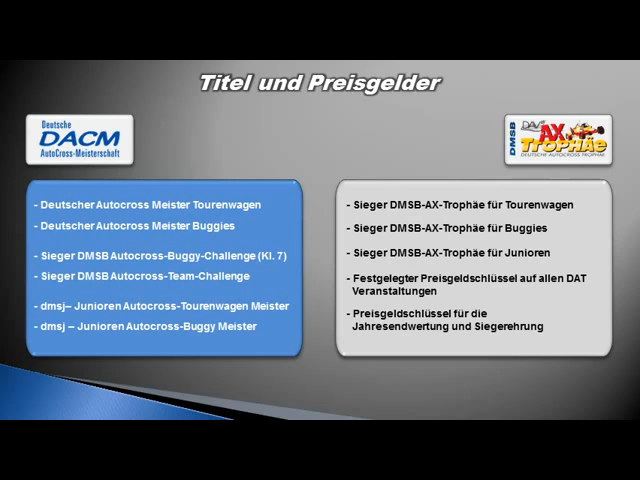 Titel und Preisgelder
Deutsche
DACM
AutoCross-Meisterschaft
DMSB
DAV
AX
TROPHÄe
DEUTSCHE AUTOCROSS TROPHÄE
- Deutscher Autocross Meister Tourenwagen
- Deutscher Autocross Meister Buggies
- Sieger DMSB Autocross-Buggy-Challenge (Kl. 7)
- Sieger DMSB Autocross-Team-Challenge
- dmsj– Junioren Autocross-Tourenwagen Meister
- dmsj – Junioren Autocross-Buggy Meister
- Sieger DMSB-AX-Trophäe für Tourenwagen
- Sieger DMSB-AX-Trophäe für Buggies
- Sieger DMSB-AX-Trophäe für Junioren
- Festgelegter Preisgeldschlüssel auf allen DAT
Veranstaltungen
- Preisgeldschlüssel für die
Jahresendwertung und Siegerehrung